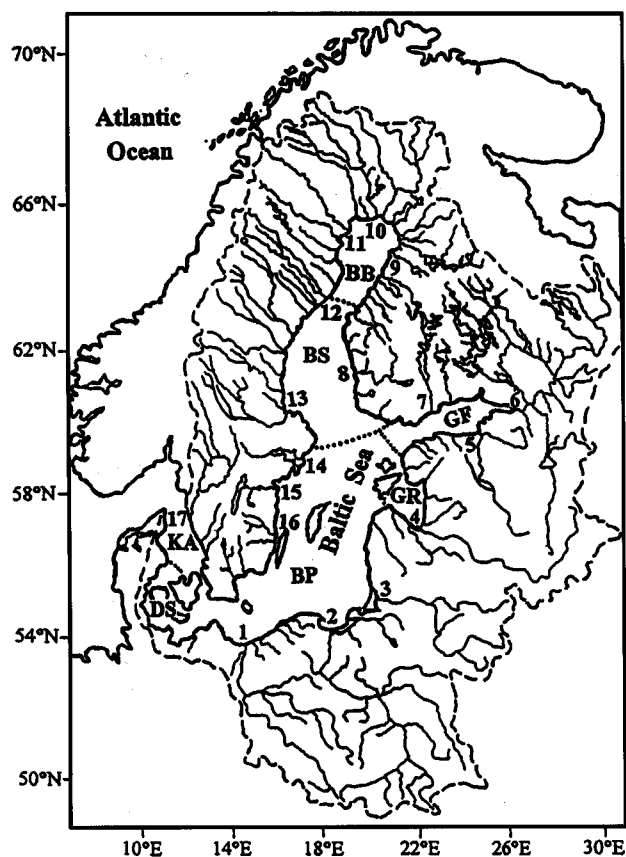 70°N
Atlantic
Ocean
66°N
10
11
BB
9
12
62°N
BS
8
13
7
6
GF
5
14
Baltic Sea
58°N
15
GR
16
4
17
KA
BP
3
DS
2
1
54°N
50°N
10°E 14°E 18°E 22°E 26°E 30°E